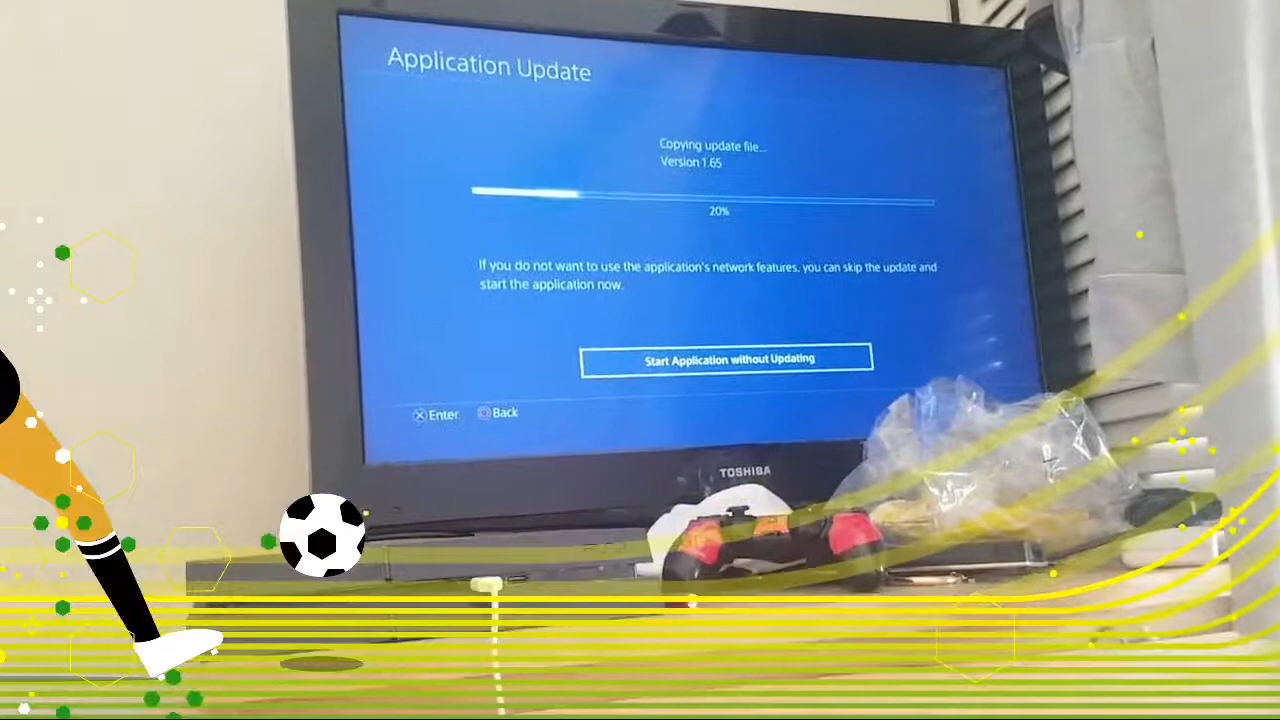 Application Update
Copying update file...
Version 1.65
20%
If you do not want to use the application's network features, you can skip the update and
start the application now.
Start Application without Updating
Enter Back
TOSHIBA